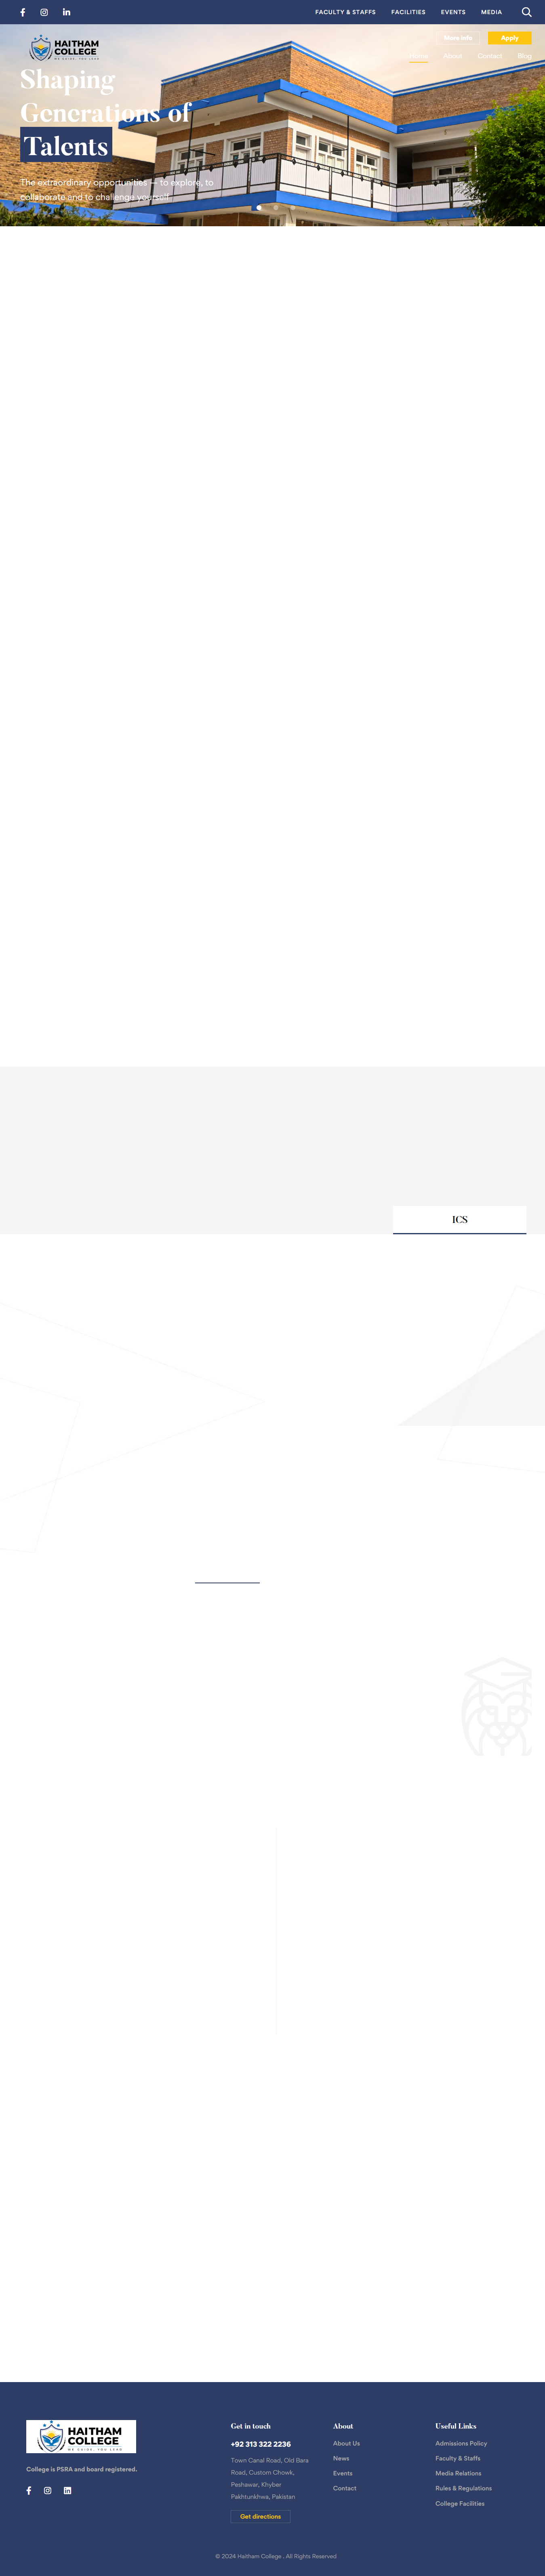 FACULTY & STAFFS
FACILITIES
EVENTS
MEDIA
HAITHAM
COLLEGE
WE GUIDE, YOU LEAD
More Info
Apply
Home
About
Contact
Blog
Shaping
Generations of
Talents
The extraordinary opportunities — to explore, to
collaborate and to challenge yourself.
ICS
HAITHAM
COLLEGE
WE GUIDE, YOU LEAD
College is PSRA and board registered.
Get in touch
+92 313 322 2236
Town Canal Road, Old Bara
Road, Custom Chowk,
Peshawar, Khyber
Pakhtunkhwa, Pakistan
Get directions
About
About Us
News
Events
Contact
Useful Links
Admissions Policy
Faculty & Staffs
Media Relations
Rules & Regulations
College Facilities
© 2024 Haitham College . All Rights Reserved